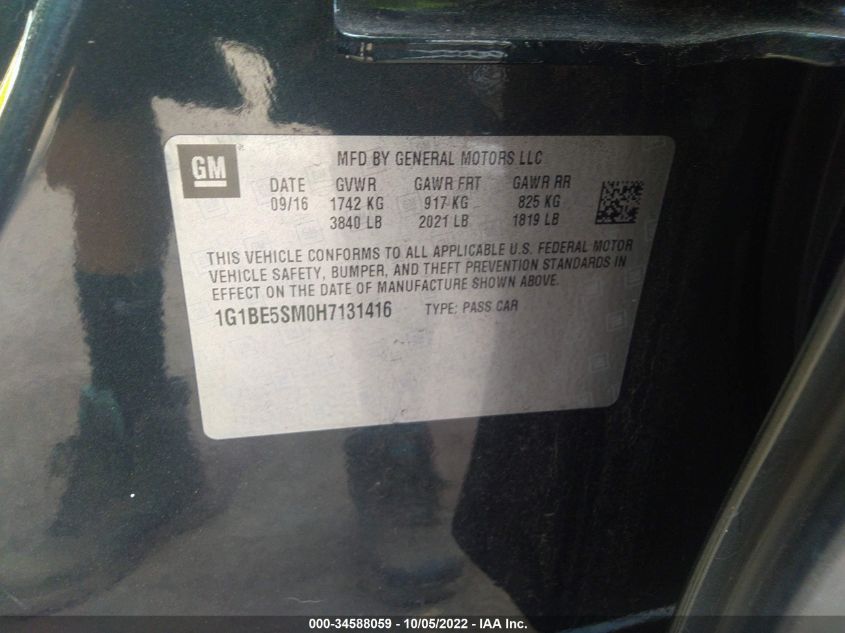 GM
MFD BY GENERAL MOTORS LLC
DATE GVWR GAWR FRT GAWR RR
09/16 1742 KG 917 KG 825 KG
3840 LB 2021 LB 1819 LB
THIS VEHICLE CONFORMS TO ALL APPLICABLE U.S. FEDERAL MOTOR
VEHICLE SAFETY, BUMPER, AND THEFT PREVENTION STANDARDS IN
EFFECT ON THE DATE OF MANUFACTURE SHOWN ABOVE.
1G1BE5SM0H7131416 TYPE: PASS CAR
000-34588059 - 10/05/2022 - IAA Inc.